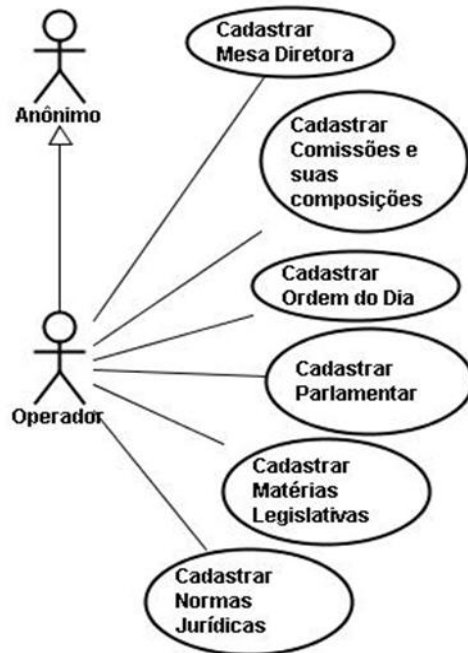 Anônimo
Cadastrar
Mesa Diretora
Cadastrar
Comissões e
suas
composições
Cadastrar
Ordem do Dia
Operador
Cadastrar
Parlamentar
Cadastrar
Matérias
Legislativas
Cadastrar
Normas
Jurídicas